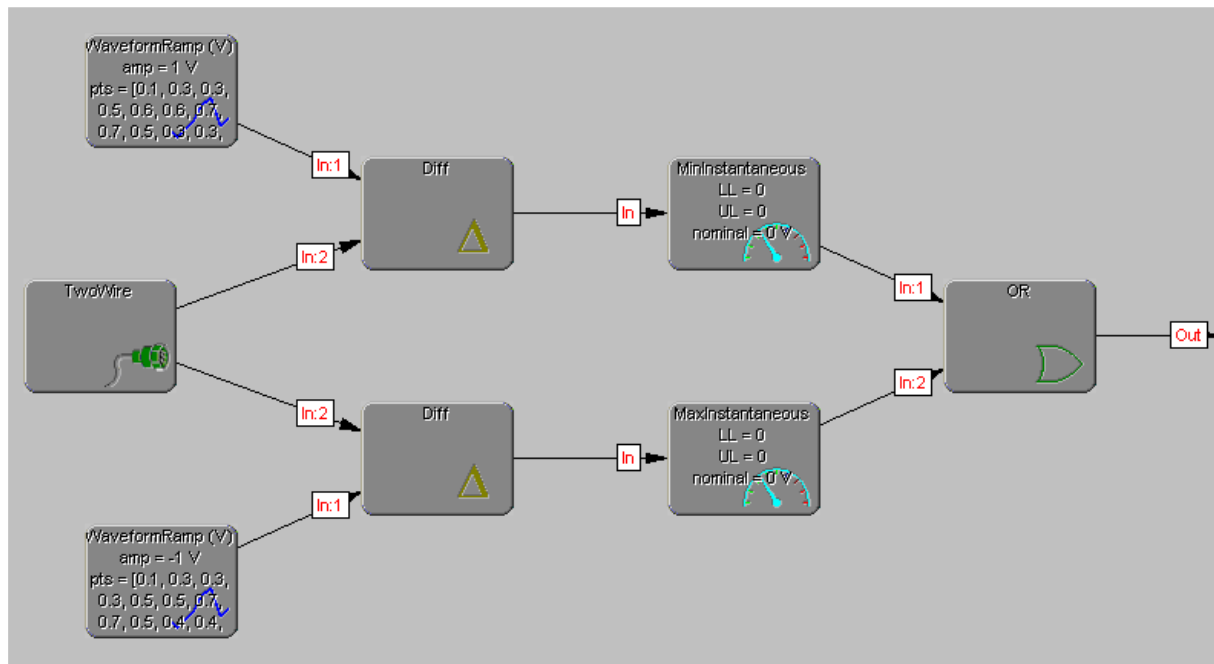 WaveformRamp (V)
amp = 1 V
pts = [0.1, 0.3, 0.3,
0.5, 0.6, 0.6, 0.7,
0.7, 0.5, 0.3, 0.3,
In:1
Diff
In
MinInstantaneous
LL = 0
UL = 0
nominal = 0 V
In:2
In:1
TwoWire
OR
Out
In:2
In:2
Diff
In
MaxInstantaneous
LL = 0
UL = 0
nominal = 0 V
In:1
WaveformRamp (V)
amp = -1 V
pts = [0.1, 0.3, 0.3,
0.3, 0.5, 0.5, 0.7,
0.7, 0.5, 0.4, 0.4,